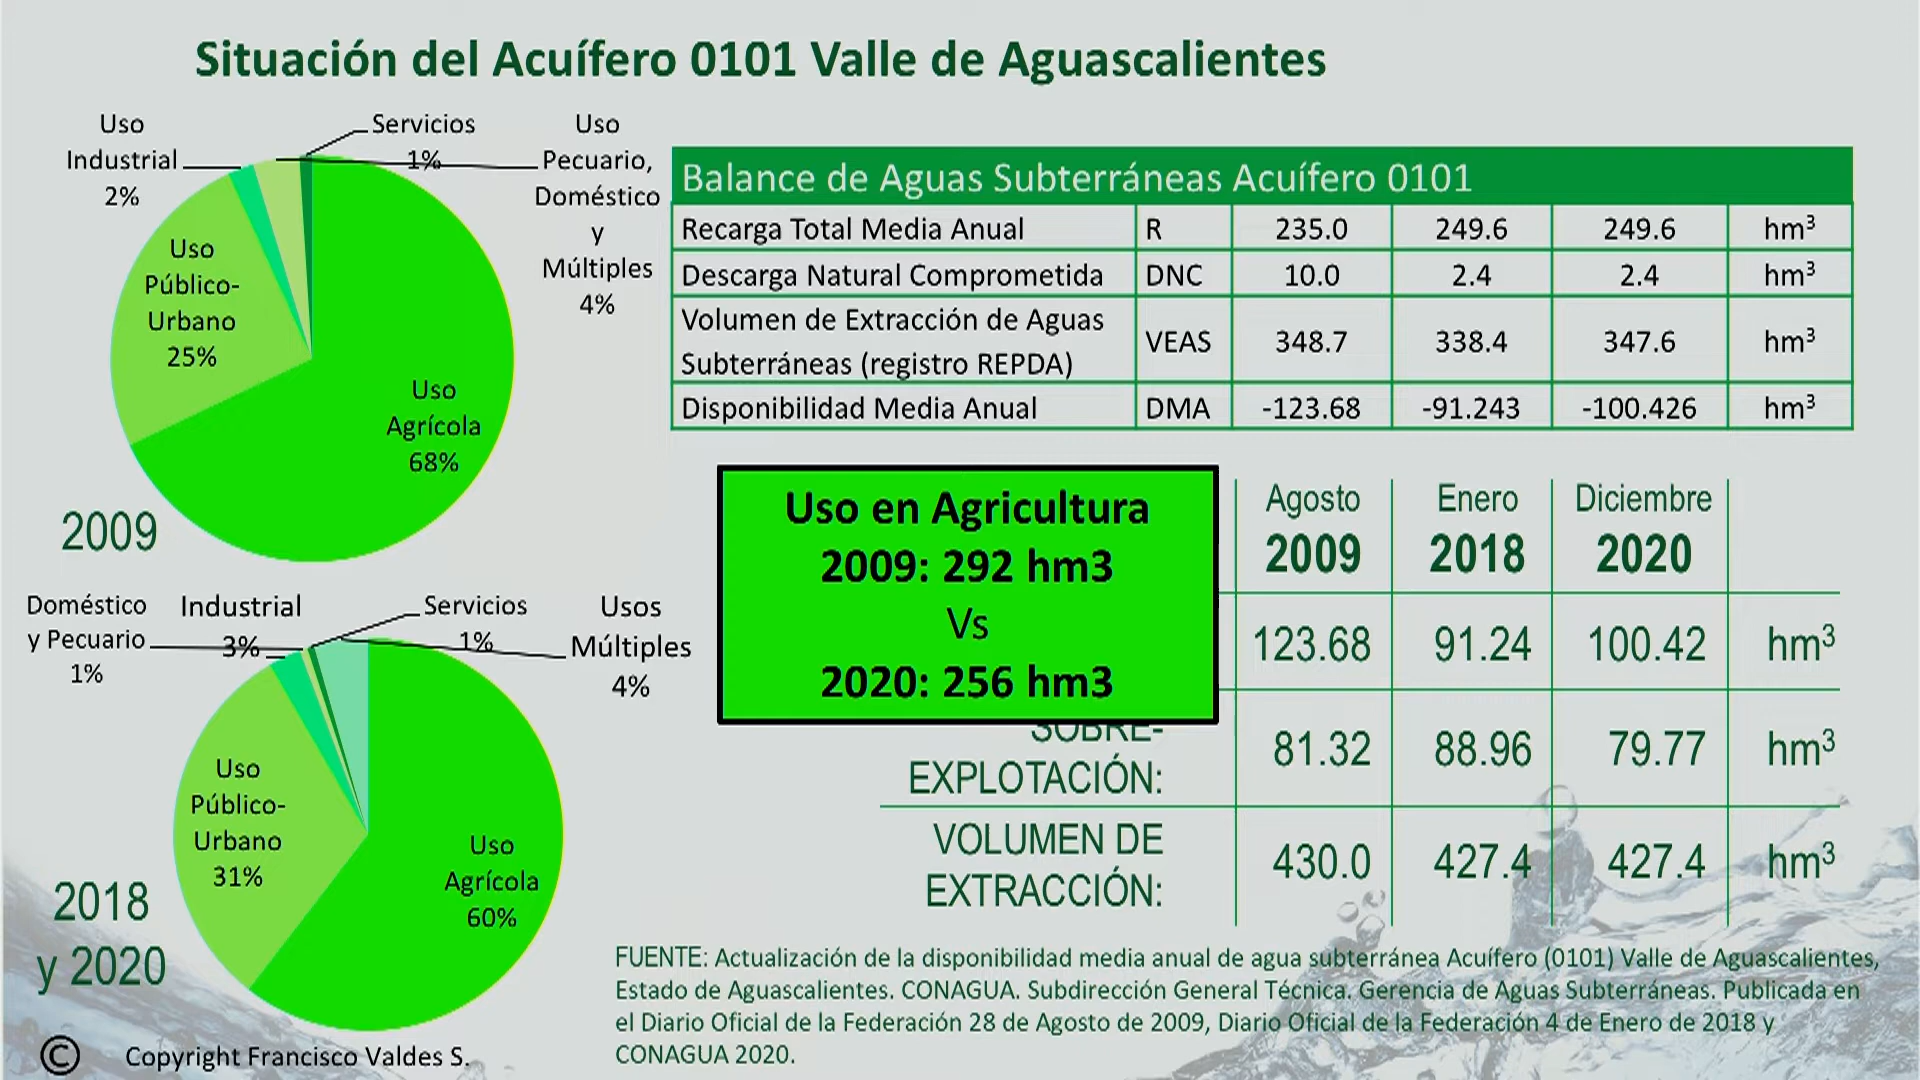 Situación del Acuífero 0101 Valle de Aguascalientes
Uso
Industrial
2%
Servicios
1%
Uso
Pecuario,
Doméstico
y
Múltiples
4%
Uso
Público-
Urbano
25%
Uso
Agrícola
68%
2009
Balance de Aguas Subterráneas Acuífero 0101
Recarga Total Media Anual R 235.0 249.6 249.6 hm³
Descarga Natural Comprometida DNC 10.0 2.4 2.4 hm³
Volumen de Extracción de Aguas
Subterráneas (registro REPDA) VEAS 348.7 338.4 347.6 hm³
Disponibilidad Media Anual DMA -123.68 -91.243 -100.426 hm³
Uso en Agricultura
2009: 292 hm3
Vs
2020: 256 hm3
Agosto Enero Diciembre
2009 2018 2020
123.68 91.24 100.42 hm³
SOBRE-
EXPLOTACIÓN: 81.32 88.96 79.77 hm³
VOLUMEN DE
EXTRACCIÓN: 430.0 427.4 427.4 hm³
Doméstico
y Pecuario
1%
Industrial
3%
Servicios
1%
Usos
Múltiples
4%
Uso
Público-
Urbano
31%
Uso
Agrícola
60%
2018
y 2020
FUENTE: Actualización de la disponibilidad media anual de agua subterránea Acuífero (0101) Valle de Aguascalientes,
Estado de Aguascalientes. CONAGUA. Subdirección General Técnica. Gerencia de Aguas Subterráneas. Publicada en
el Diario Oficial de la Federación 28 de Agosto de 2009, Diario Oficial de la Federación 4 de Enero de 2018 y
CONAGUA 2020.
© Copyright Francisco Valdes S.